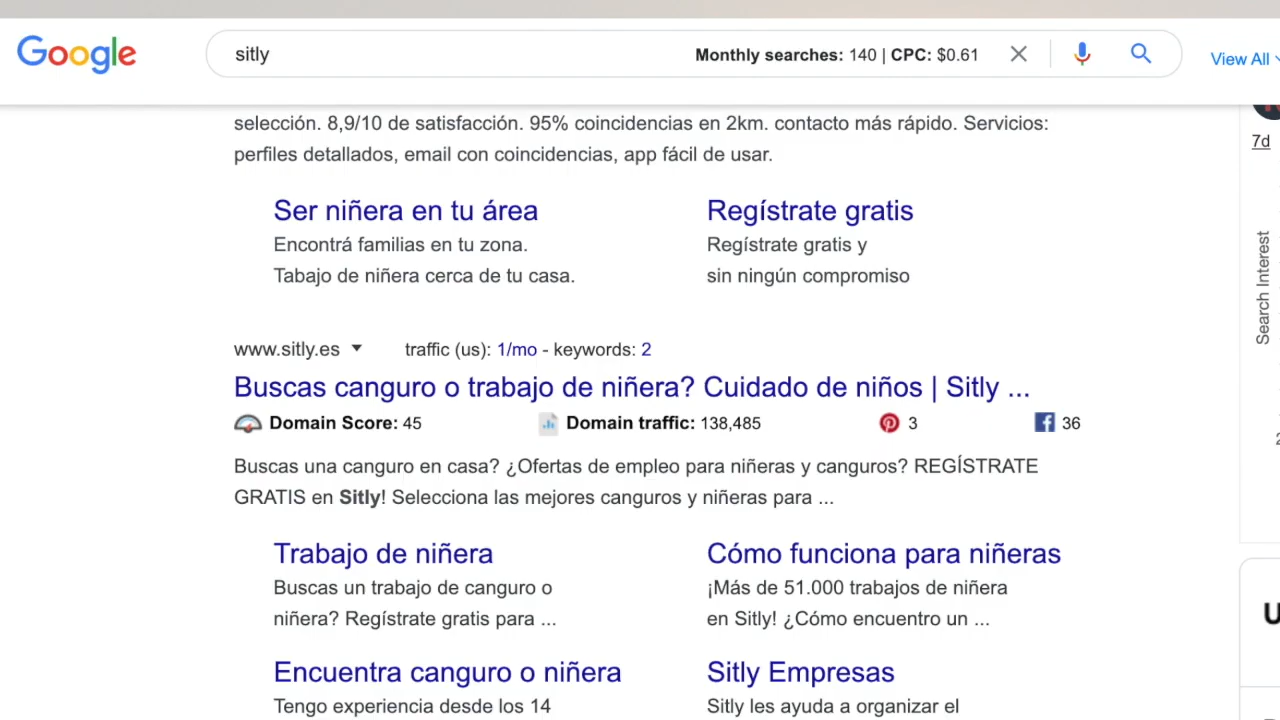 Google
sitly
Monthly searches: 140 | CPC: $0.61
View All
selección. 8,9/10 de satisfacción. 95% coincidencias en 2km. contacto más rápido. Servicios:
perfiles detallados, email con coincidencias, app fácil de usar.
7d
Ser niñera en tu área
Encontrá familias en tu zona.
Tabajo de niñera cerca de tu casa.
Regístrate gratis
Regístrate gratis y
sin ningún compromiso
Search Interest
www.sitly.es
traffic (us): 1/mo - keywords: 2
Buscas canguro o trabajo de niñera? Cuidado de niños | Sitly ...
Domain Score: 45
Domain traffic: 138,485
3
36
Buscas una canguro en casa? ¿Ofertas de empleo para niñeras y canguros? REGÍSTRATE
GRATIS en Sitly! Selecciona las mejores canguros y niñeras para ...
Trabajo de niñera
Buscas un trabajo de canguro o
niñera? Regístrate gratis para ...
Cómo funciona para niñeras
¡Más de 51.000 trabajos de niñera
en Sitly! ¿Cómo encuentro un ...
Encuentra canguro o niñera
Tengo experiencia desde los 14
Sitly Empresas
Sitly les ayuda a organizar el